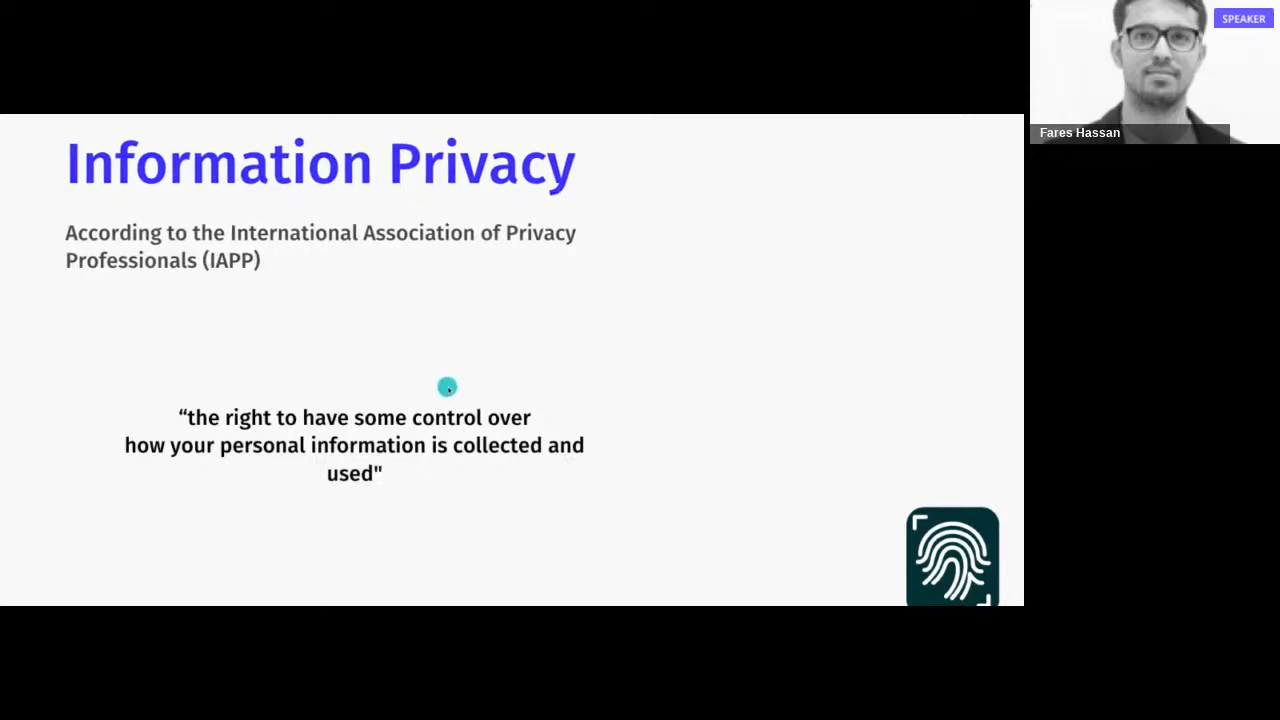 SPEAKER
Fares Hassan
Information Privacy
According to the International Association of Privacy
Professionals (IAPP)
“the right to have some control over
how your personal information is collected and
used"